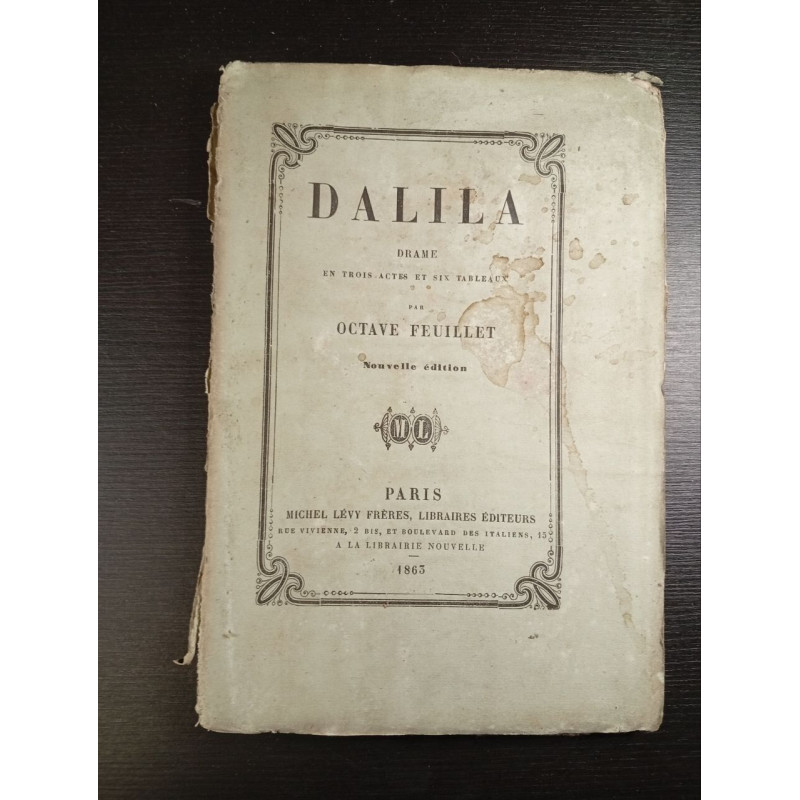 DALILA
DRAME
EN TROIS ACTES ET SIX TABLEAUX
PAR
OCTAVE FEUILLET
Nouvelle édition
ML
PARIS
MICHEL LÉVY FRÈRES, LIBRAIRES ÉDITEURS
RUE VIVIENNE, 2 BIS, ET BOULEVARD DES ITALIENS, 15
A LA LIBRAIRIE NOUVELLE
1863